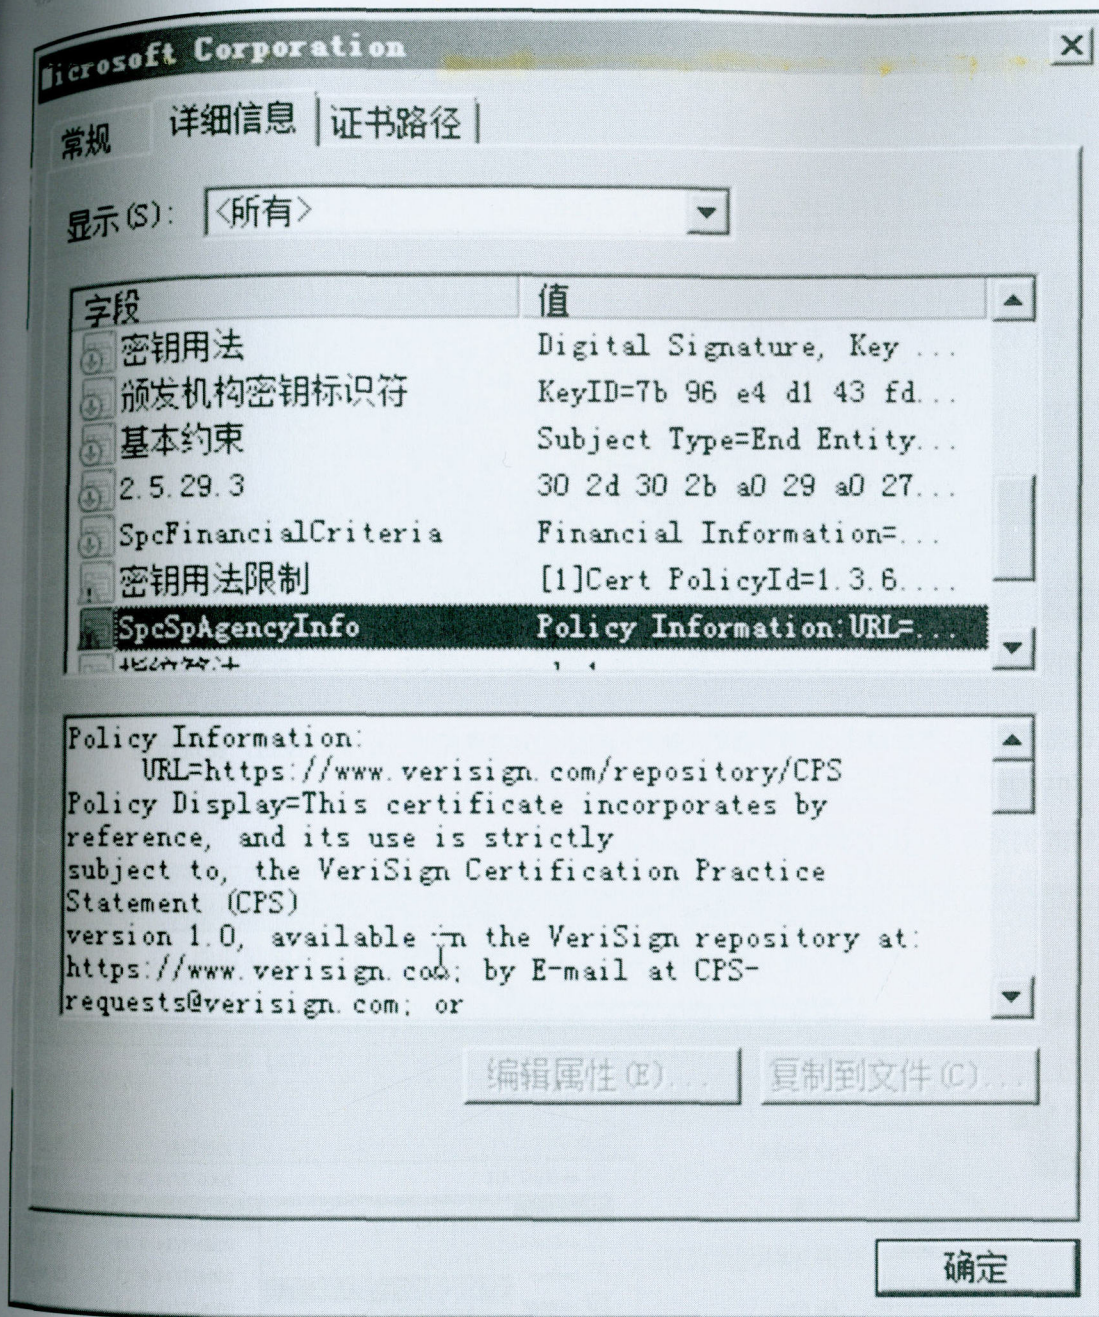 Microsoft Corporation
常规 详细信息 证书路径
显示(S): <所有>
字段 值
密钥用法 Digital Signature, Key ...
颁发机构密钥标识符 KeyID=7b 96 e4 d1 43 fd...
基本约束 Subject Type=End Entity...
2.5.29.3 30 2d 30 2b a0 29 a0 27...
SpcFinancialCriteria Financial Information=...
密钥用法限制 [1]Cert PolicyId=1.3.6....
SpcSpAgencyInfo Policy Information:URL=...
Policy Information:
URL=https://www.verisign.com/repository/CPS
Policy Display=This certificate incorporates by
reference, and its use is strictly
subject to, the VeriSign Certification Practice
Statement (CPS)
version 1.0, available in the VeriSign repository at:
https://www.verisign.com; by E-mail at CPS-
requests@verisign.com; or
编辑属性(E)... 复制到文件(C)...
确定